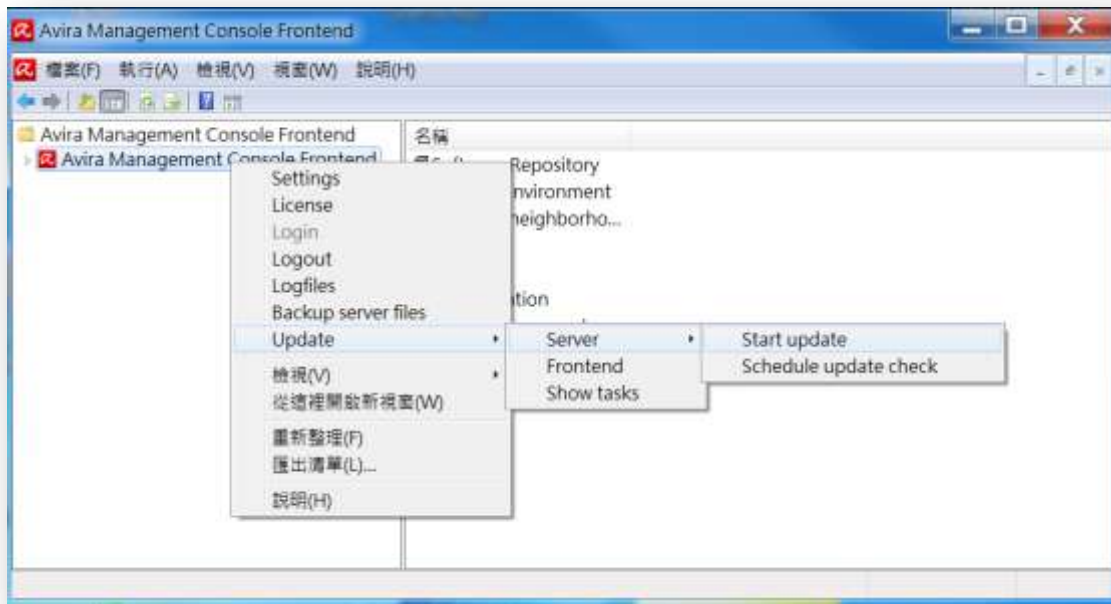 Avira Management Console Frontend
檔案(F) 執行(A) 檢視(V) 視窗(W) 說明(H)
Avira Management Console Frontend
Avira Management Console Frontend
名稱
Repository
Settings
License
Login
Logout
Logfiles
Backup server files
Update
檢視(V)
從這裡開啟新視窗(W)
重新整理(F)
匯出清單(L)...
說明(H)
Server
Frontend
Show tasks
Start update
Schedule update check